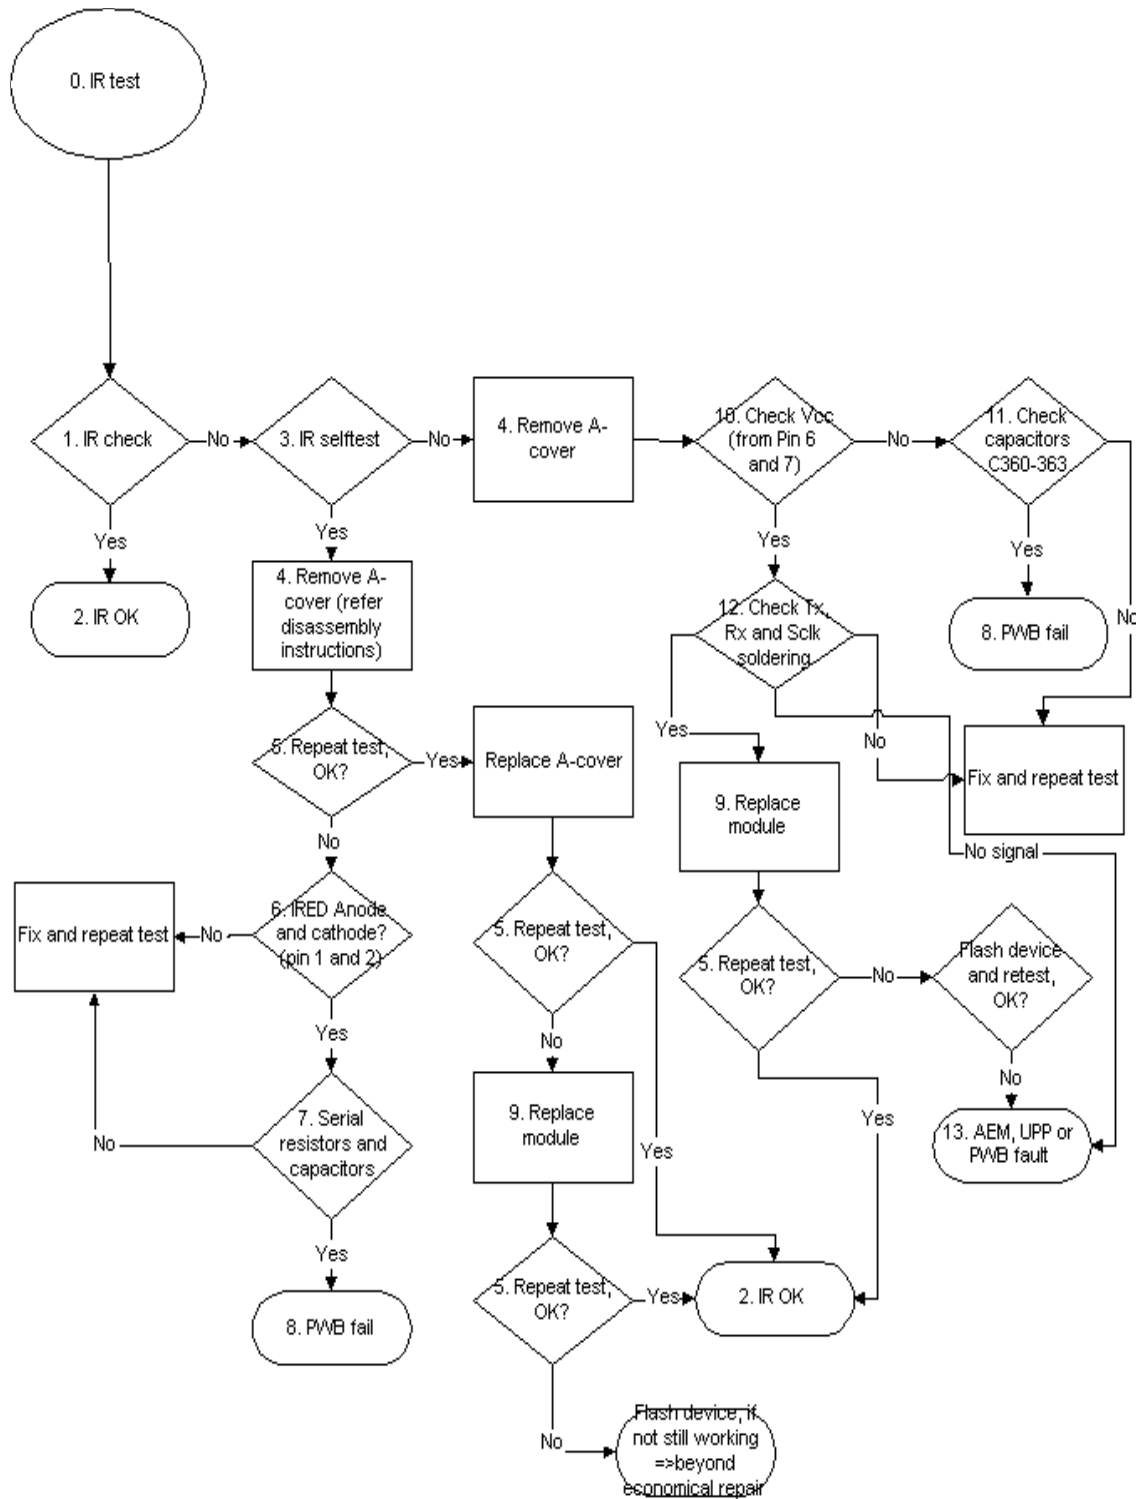 0. IR test
1. IR check
No
3. IR selftest
No
4. Remove A-
cover
10. Check Vcc
(from Pin 6
and 7)
No
11. Check
capacitors
C360-363
Yes
Yes
Yes
Yes
No
2. IR OK
4. Remove A-
cover (refer
disassembly
instructions)
12. Check Tx,
Rx and Sclk
soldering
8. PWB fail
5. Repeat test,
OK?
Yes
Replace A-cover
Yes
No
Fix and repeat test
No
9. Replace
module
No signal
Fix and repeat test
No
6. IRED Anode
and cathode?
(pin 1 and 2)
5. Repeat test,
OK?
5. Repeat test,
OK?
No
Flash device
and retest,
OK?
Yes
No
No
7. Serial
resistors and
capacitors
No
9. Replace
module
Yes
Yes
13. AEM, UPP or
PWB fault
Yes
5. Repeat test,
OK?
Yes
2. IR OK
8. PWB fail
No
Flash device, if
not still working
=>beyond
economical repair